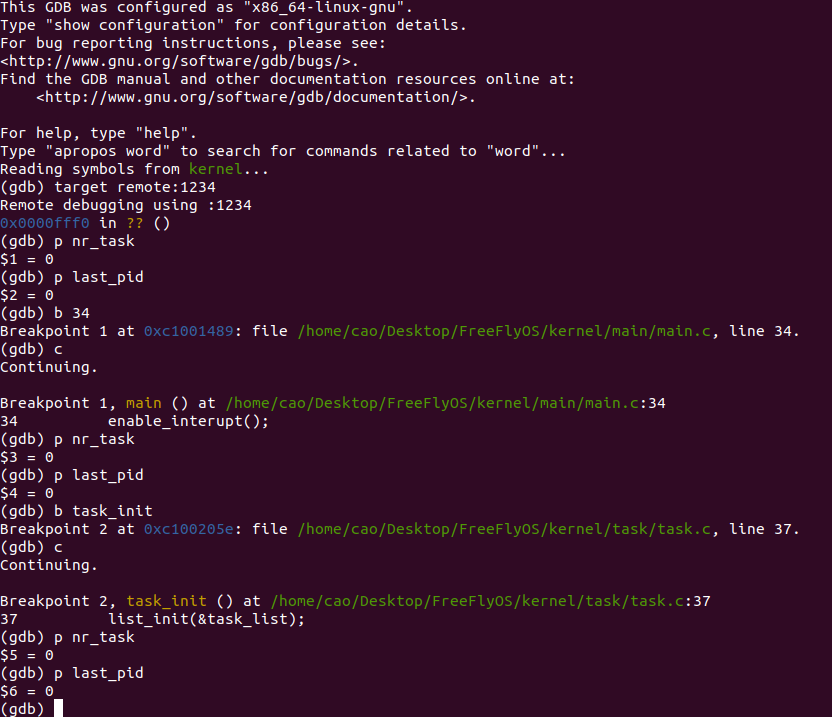 This GDB was configured as "x86_64-linux-gnu".
Type "show configuration" for configuration details.
For bug reporting instructions, please see:
<http://www.gnu.org/software/gdb/bugs/>.
Find the GDB manual and other documentation resources online at:
    <http://www.gnu.org/software/gdb/documentation/>.

For help, type "help".
Type "apropos word" to search for commands related to "word"...
Reading symbols from kernel...
(gdb) target remote:1234
Remote debugging using :1234
0x0000fff0 in ?? ()
(gdb) p nr_task
$1 = 0
(gdb) p last_pid
$2 = 0
(gdb) b 34
Breakpoint 1 at 0xc1001489: file /home/cao/Desktop/FreeFlyOS/kernel/main/main.c, line 34.
(gdb) c
Continuing.

Breakpoint 1, main () at /home/cao/Desktop/FreeFlyOS/kernel/main/main.c:34
34          enable_interupt();
(gdb) p nr_task
$3 = 0
(gdb) p last_pid
$4 = 0
(gdb) b task_init
Breakpoint 2 at 0xc100205e: file /home/cao/Desktop/FreeFlyOS/kernel/task/task.c, line 37.
(gdb) c
Continuing.

Breakpoint 2, task_init () at /home/cao/Desktop/FreeFlyOS/kernel/task/task.c:37
37          list_init(&task_list);
(gdb) p nr_task
$5 = 0
(gdb) p last_pid
$6 = 0
(gdb)